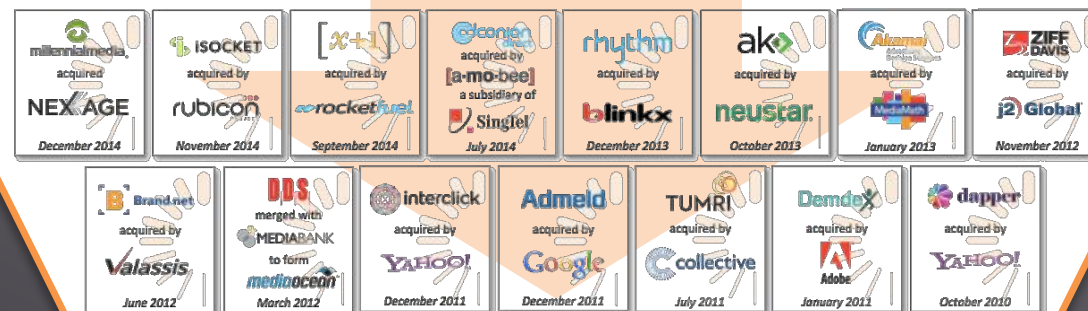 millennialmedia.
acquired
NEXAGE
December 2014
iSOCKET
acquired by
rubicon
PROJECT
November 2014
[x+1]
acquired by
rocketfuel
September 2014
adconion
direct
acquired by
[a•mo•bee]
a subsidiary of
SingTel
July 2014
rhythm
acquired by
blinkx
December 2013
ak
acquired by
neustar.
October 2013
Akamai
acquired by
MediaMath
January 2013
ZIFF
DAVIS
acquired by
j2 Global
November 2012
B Brand.net
acquired by
Valassis
June 2012
DDS
merged with
MEDIABANK
to form
mediaocean
March 2012
interclick
acquired by
YAHOO!
December 2011
Admeld
acquired by
Google
December 2011
TUMRI
acquired by
collective
July 2011
Demdex
acquired by
Adobe
January 2011
dapper
acquired by
YAHOO!
October 2010